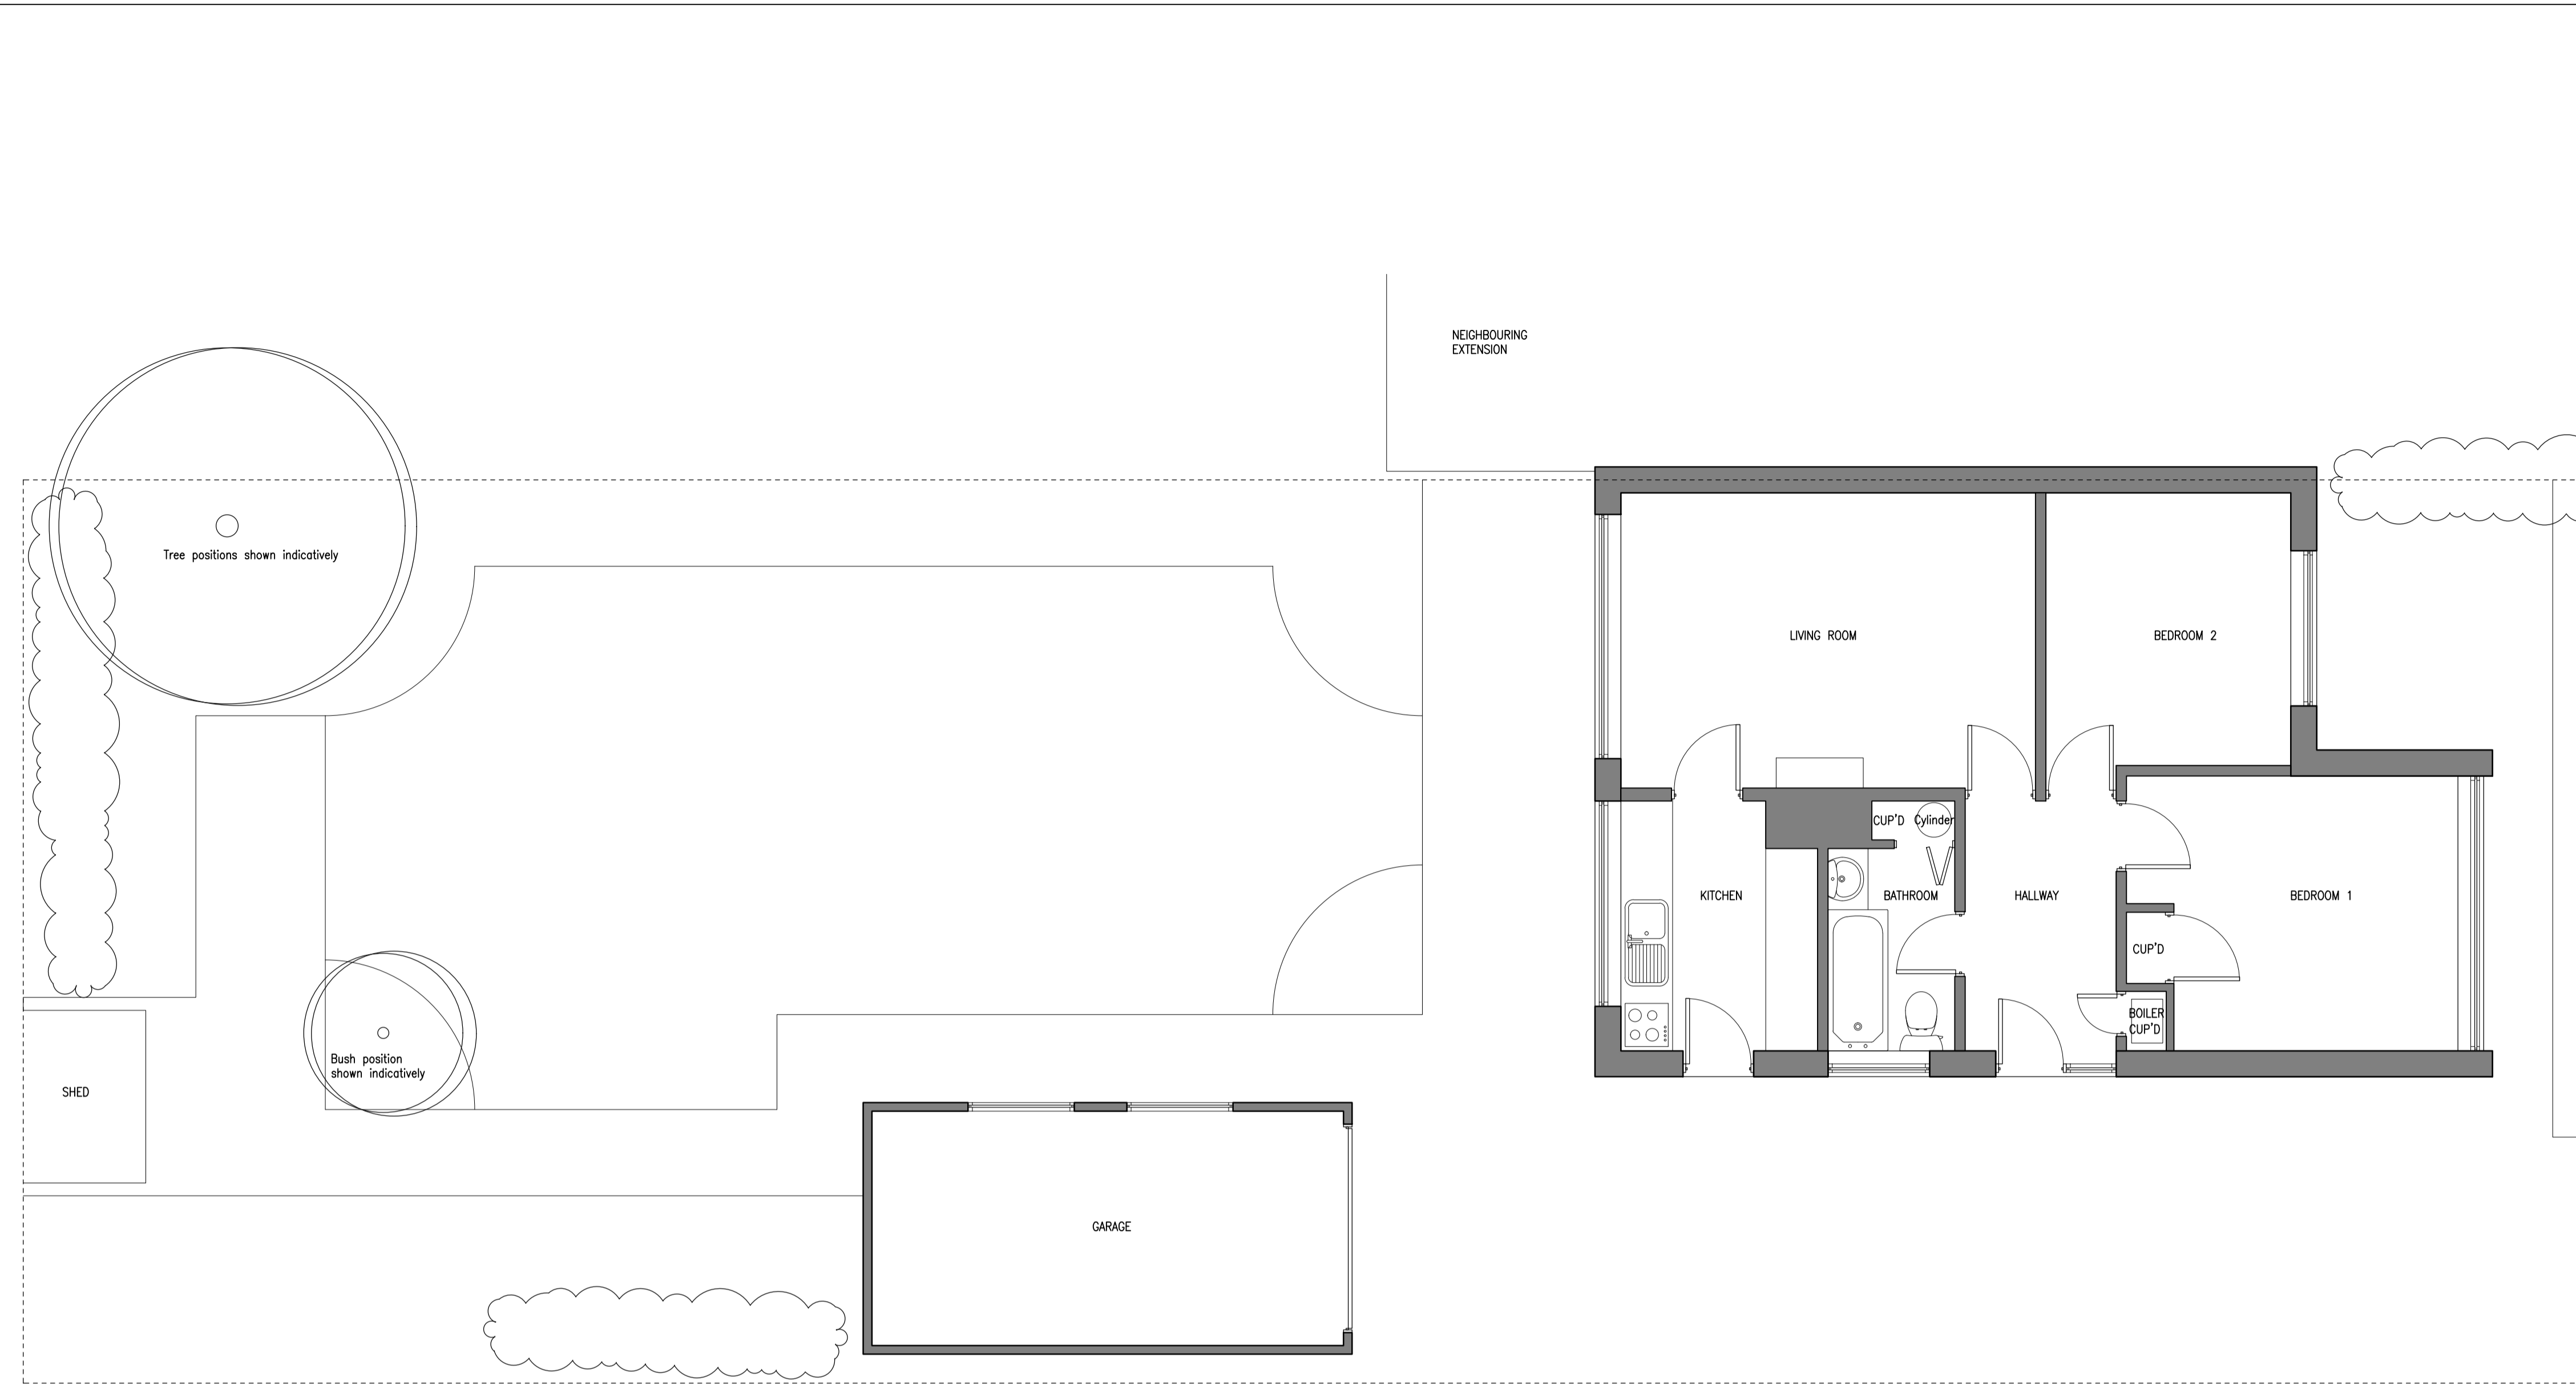 NEIGHBOURING
EXTENSION
Tree positions shown indicatively
LIVING ROOM
BEDROOM 2
CUP'D Cylinder
KITCHEN
BATHROOM
HALLWAY
BEDROOM 1
CUP'D
BOILER
CUP'D
Bush position
shown indicatively
SHED
GARAGE